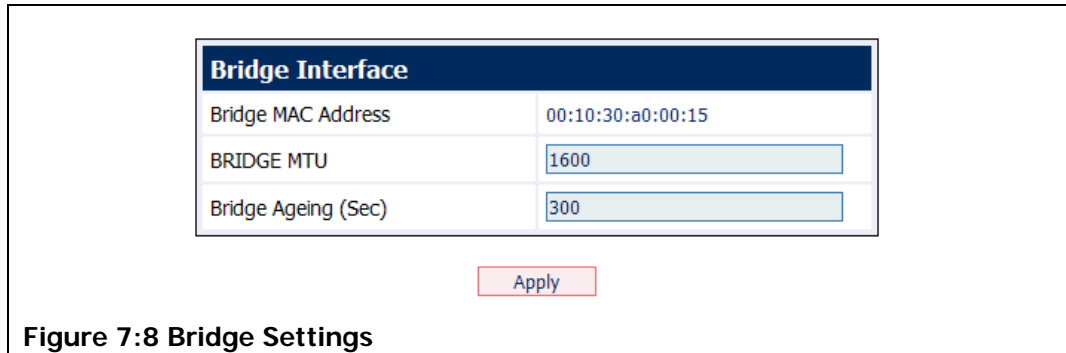 Bridge Interface
Bridge MAC Address 00:10:30:a0:00:15
BRIDGE MTU 1600
Bridge Ageing (Sec) 300
Apply
Figure 7:8 Bridge Settings